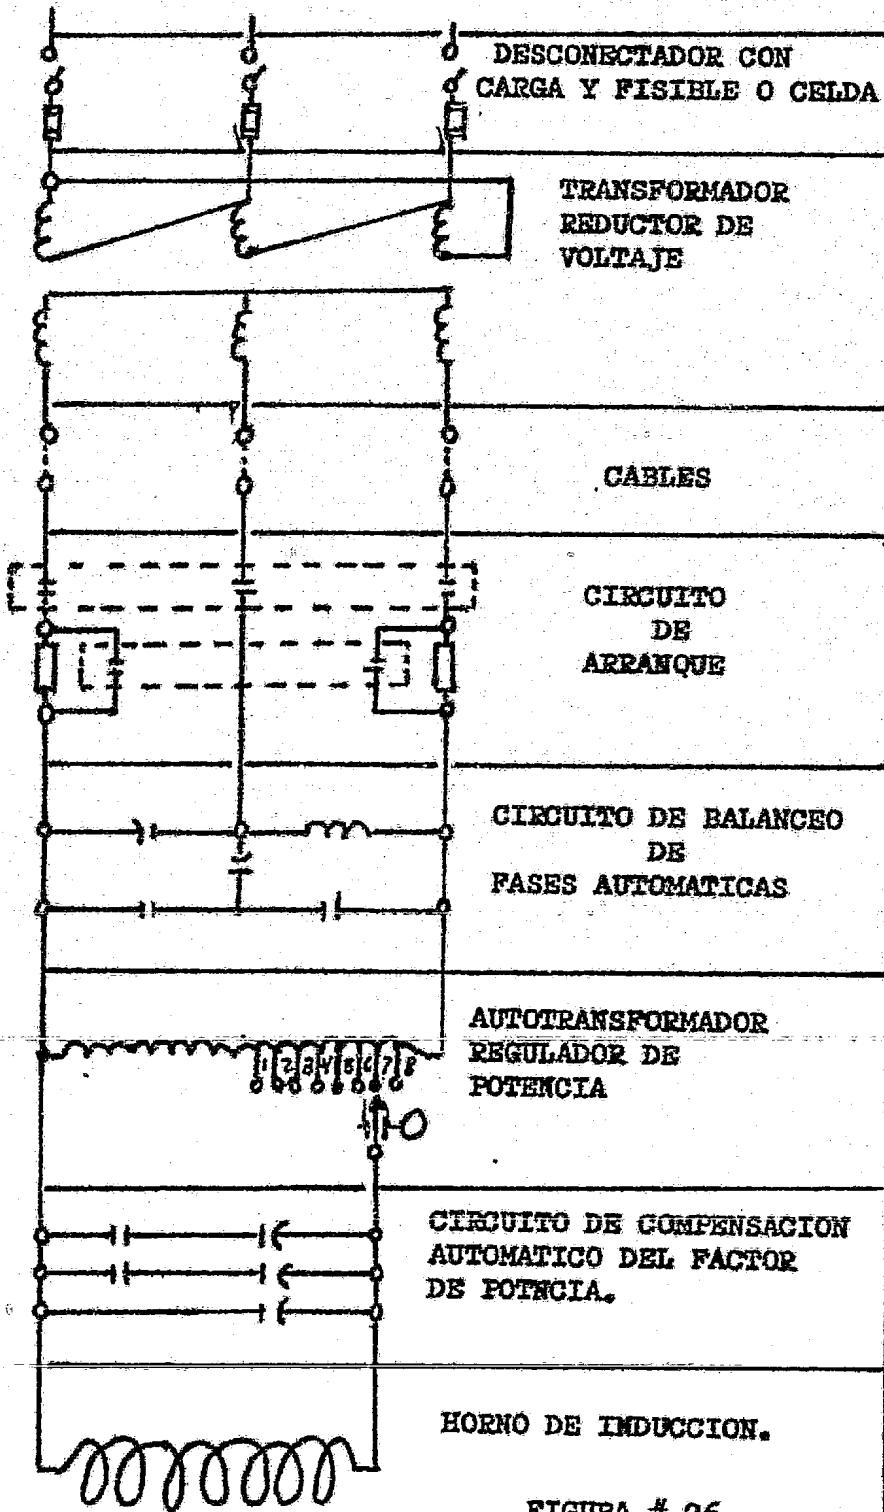 DESCONECTADOR CON
CARGA Y FISIBLE O CELDA
TRANSFORMADOR
REDUCTOR DE
VOLTAJE
CABLES
CIRCUITO
DE
ARRANQUE
CIRCUITO DE BALANCEO
DE
FASES AUTOMATICAS
AUTOTRANSFORMADOR
REGULADOR DE
POTENCIA
1 2 3 4 5 6 7 8
CIRCUITO DE COMPENSACION
AUTOMATICO DEL FACTOR
DE POTNCIA.
HORNO DE INDUCCION.
FIGURA # 26